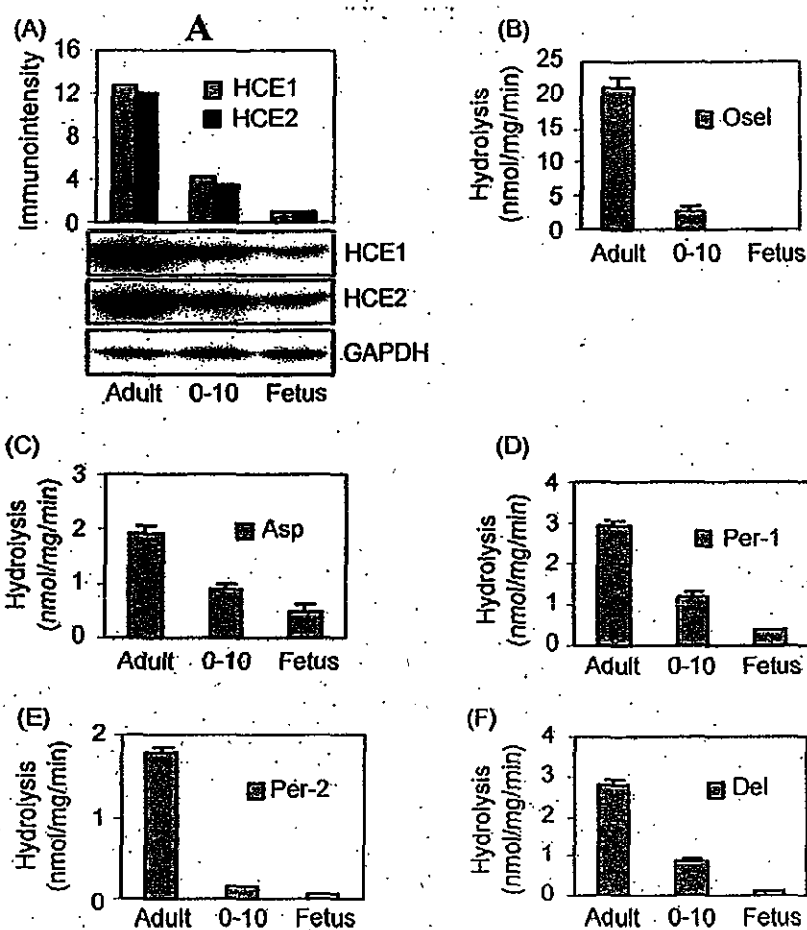 (A) A
Immunointensity
16
12
8
4
0
HCE1
HCE2
HCE1
HCE2
GAPDH
Adult 0-10 Fetus
(B)
Hydrolysis
(nmol/mg/min)
25
20
15
10
5
0
Osel
Adult 0-10 Fetus
(C)
Hydrolysis
(nmol/mg/min)
3
2
1
0
Asp
Adult 0-10 Fetus
(D)
Hydrolysis
(nmol/mg/min)
4
3
2
1
0
Per-1
Adult 0-10 Fetus
(E)
Hydrolysis
(nmol/mg/min)
2
1
0
Per-2
Adult 0-10 Fetus
(F)
Hydrolysis
(nmol/mg/min)
4
3
2
1
0
Del
Adult 0-10 Fetus